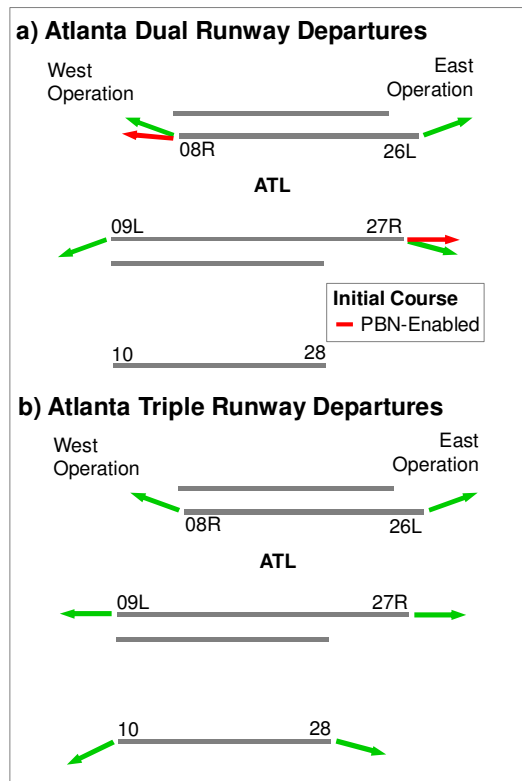 a) Atlanta Dual Runway Departures
West
Operation
East
Operation
08R
26L
ATL
09L
27R
Initial Course
PBN-Enabled
10
28
b) Atlanta Triple Runway Departures
West
Operation
East
Operation
08R
26L
ATL
09L
27R
10
28